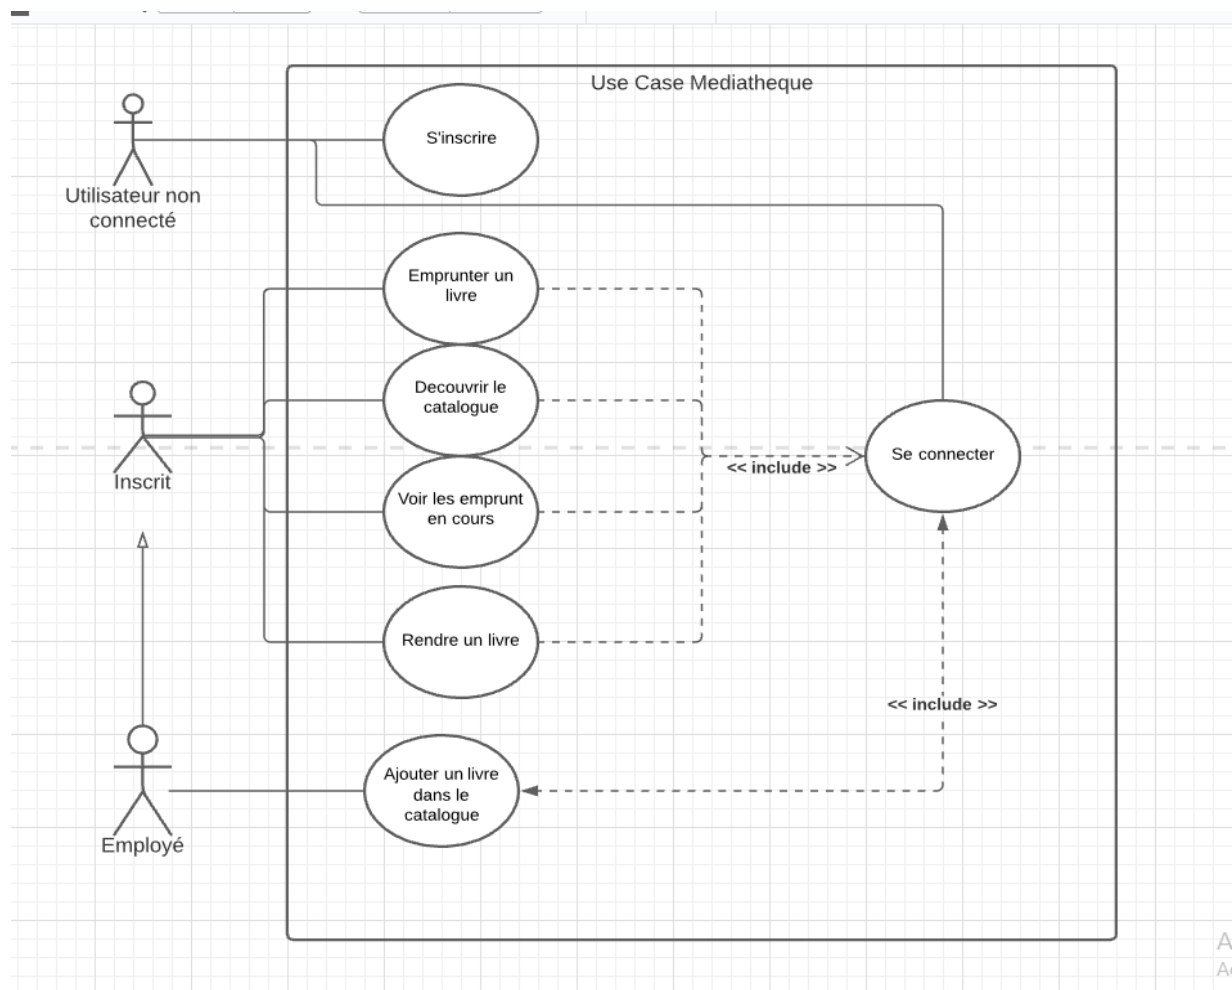 Use Case Mediatheque
S'inscrire
Utilisateur non
connecté
Emprunter un
livre
Decouvrir le
catalogue
Inscrit
<< include >>
Se connecter
Voir les emprunt
en cours
Rendre un livre
<< include >>
Ajouter un livre
dans le
catalogue
Employé